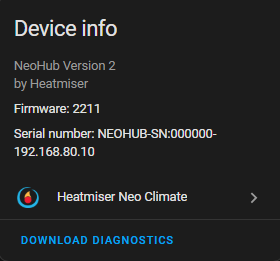 Device info
NeoHub Version 2
by Heatmiser
Firmware: 2211
Serial number: NEOHUB-SN:000000-
192.168.80.10
Heatmiser Neo Climate
DOWNLOAD DIAGNOSTICS